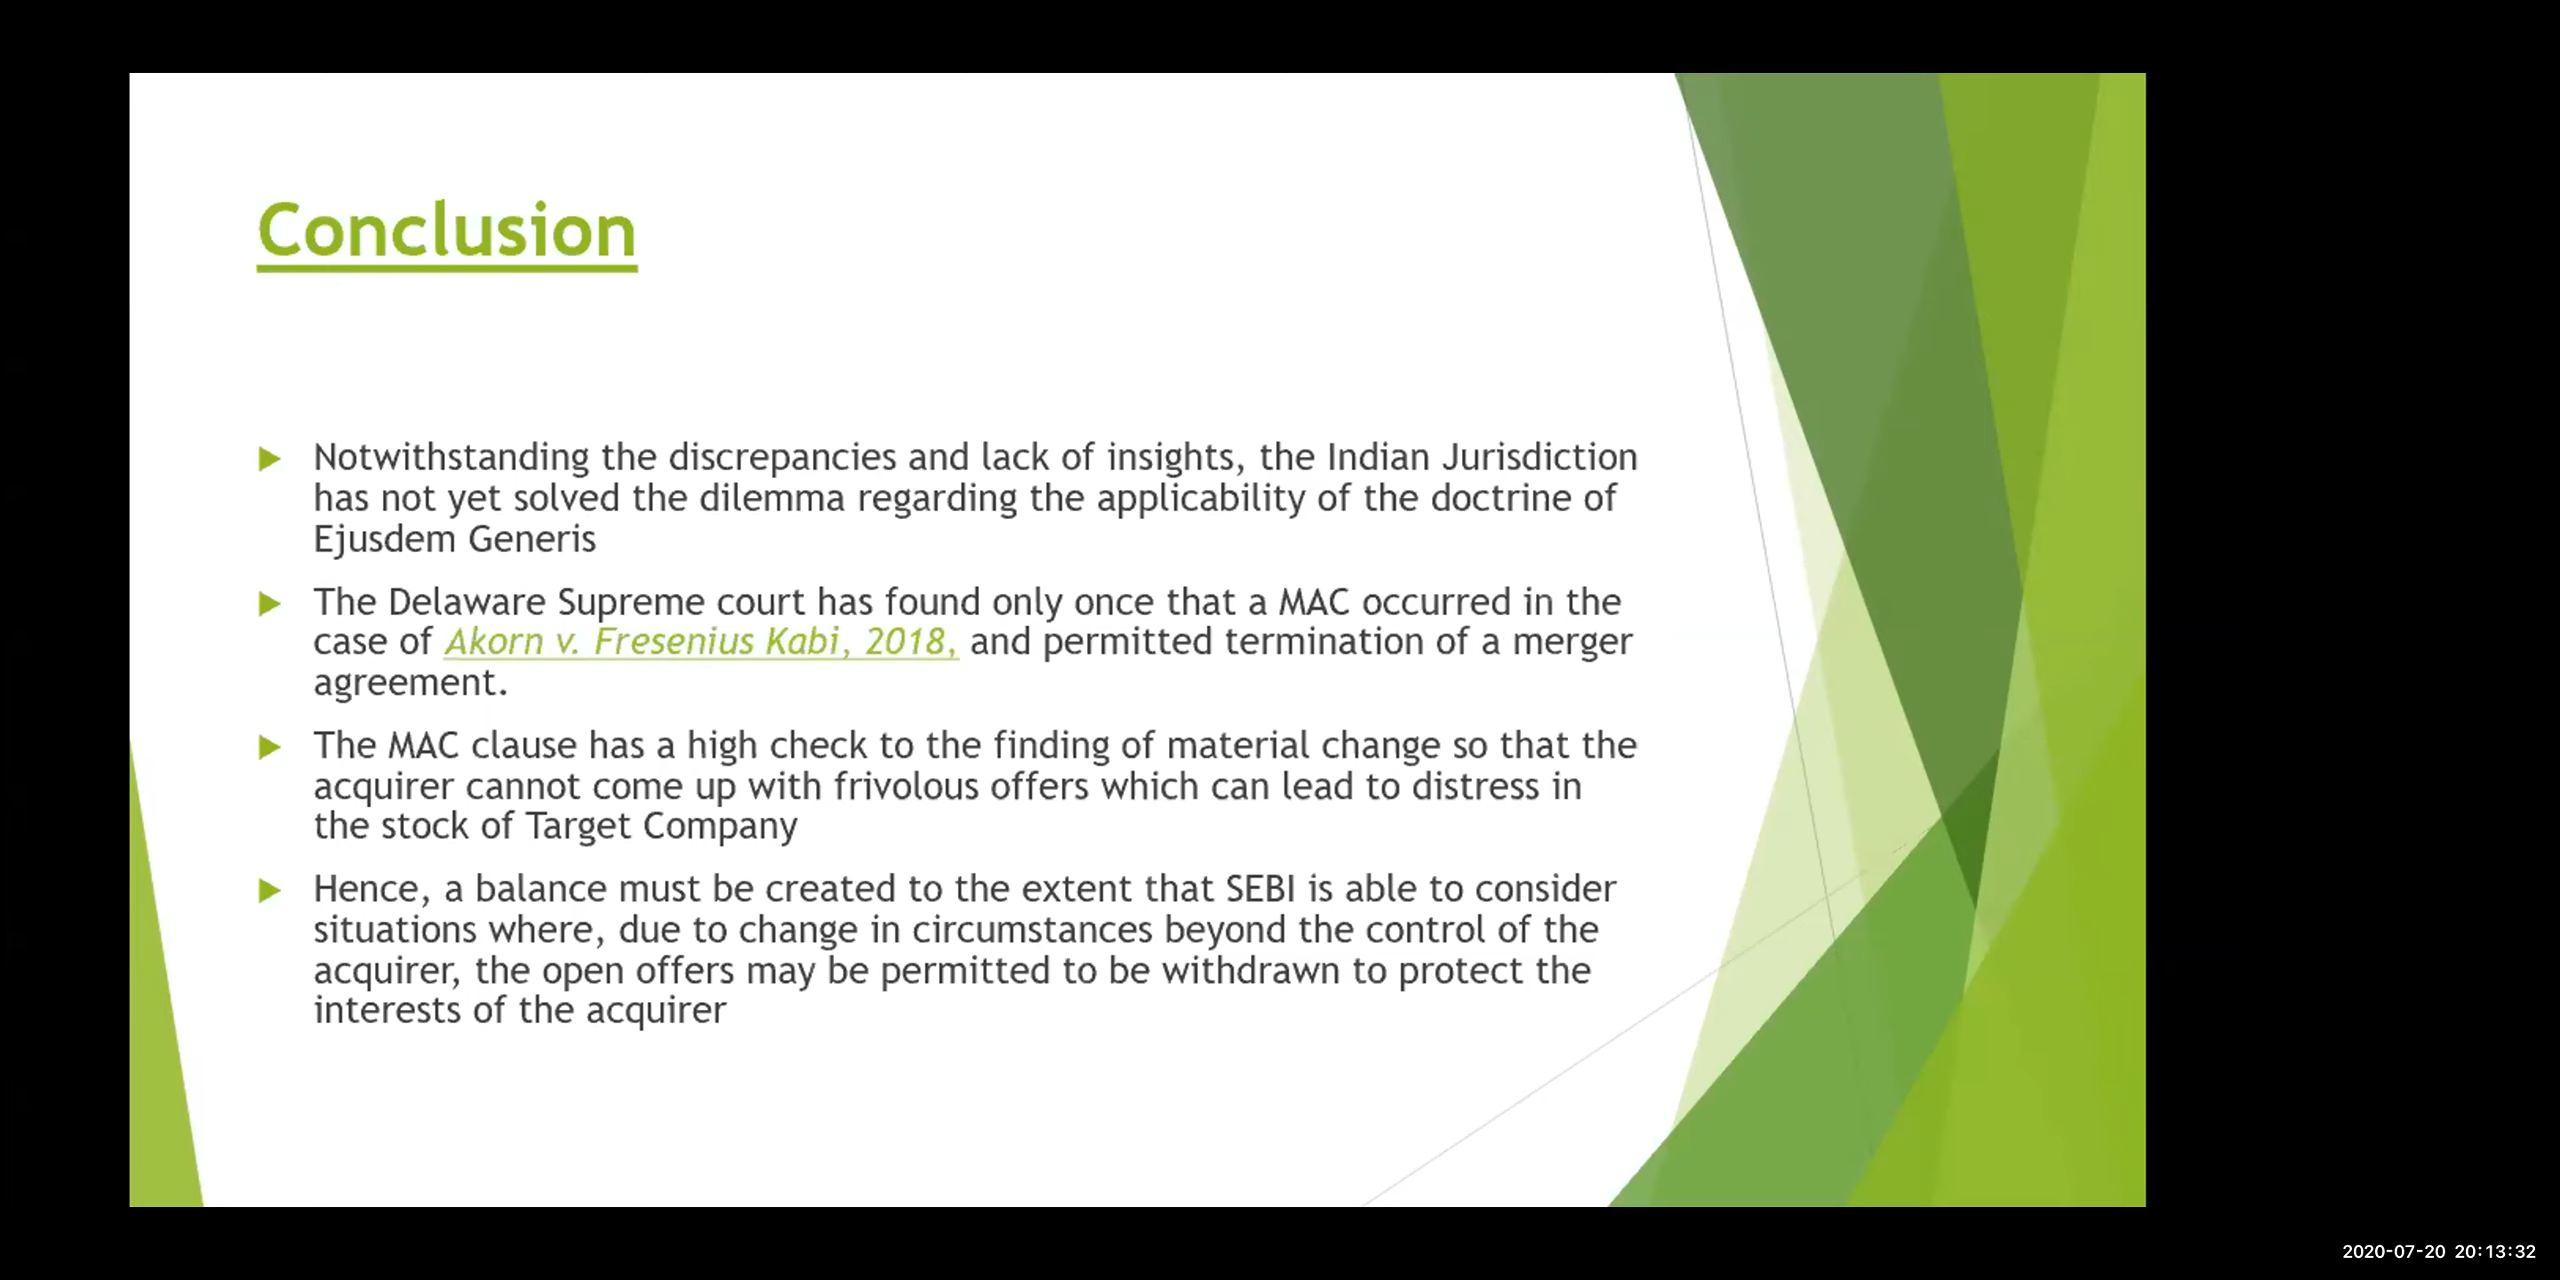 Conclusion
Notwithstanding the discrepancies and lack of insights, the Indian Jurisdiction
has not yet solved the dilemma regarding the applicability of the doctrine of
Ejusdem Generis
The Delaware Supreme court has found only once that a MAC occurred in the
case of Akorn v. Fresenius Kabi, 2018, and permitted termination of a merger
agreement.
The MAC clause has a high check to the finding of material change so that the
acquirer cannot come up with frivolous offers which can lead to distress in
the stock of Target Company
Hence, a balance must be created to the extent that SEBI is able to consider
situations where, due to change in circumstances beyond the control of the
acquirer, the open offers may be permitted to be withdrawn to protect the
interests of the acquirer
2020-07-20 20:13:32